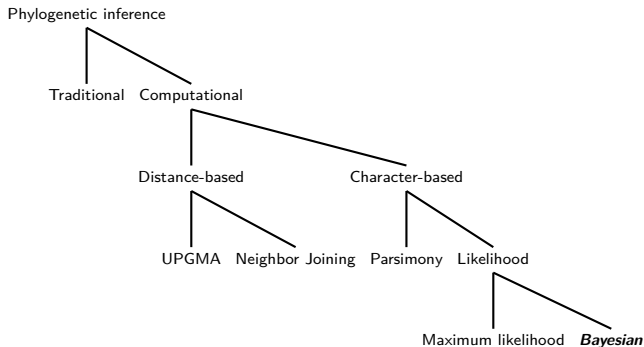 Phylogenetic inference
Traditional Computational
Distance-based Character-based
UPGMA Neighbor Joining Parsimony Likelihood
Maximum likelihood Bayesian